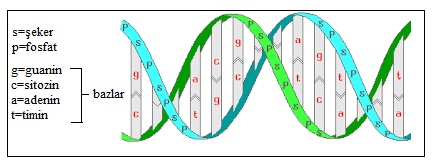 s=şeker
p=fosfat
g=guanin
c=sitozin
a=adenin
t=timin
bazlar
p
s
p
s
p
s
p
s
p
s
p
s
p
s
p
s
p
s
g
c
a
t
c
g
g
c
a
t
t
c
g
a
t
a